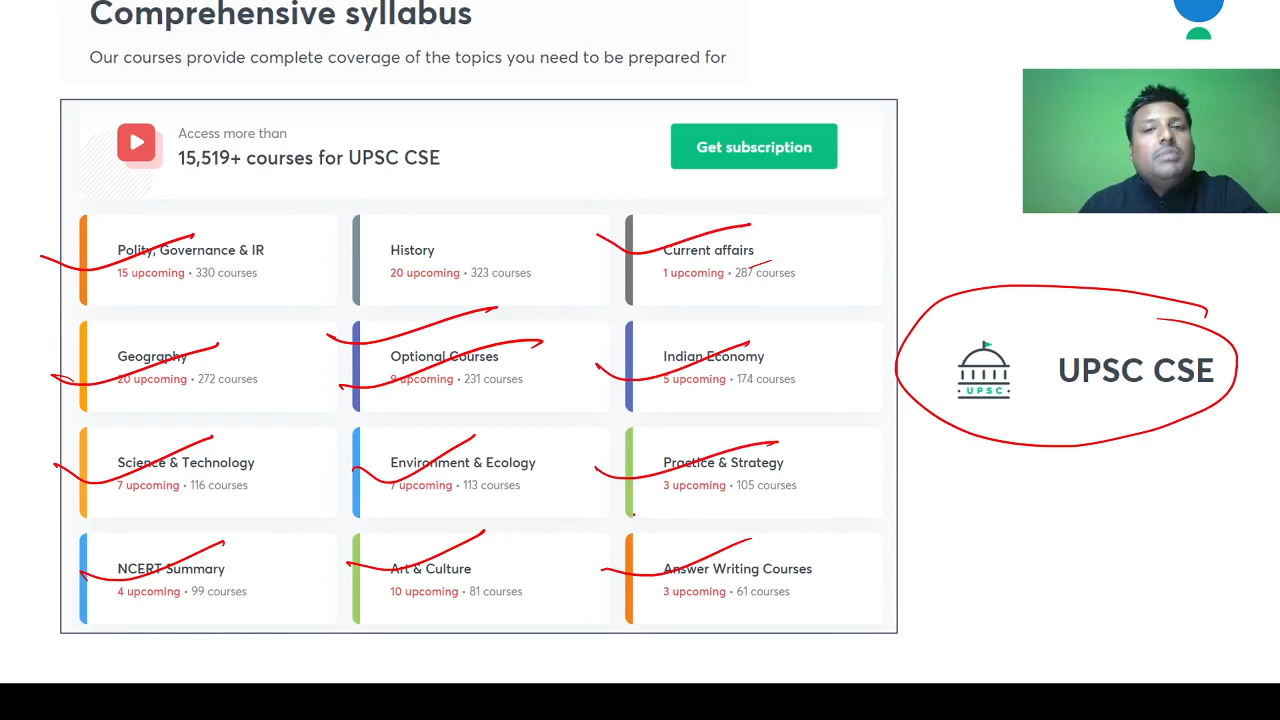 Comprehensive syllabus
Our courses provide complete coverage of the topics you need to be prepared for
Access more than
15,519+ courses for UPSC CSE
Get subscription
Polity, Governance & IR
15 upcoming • 330 courses
History
20 upcoming • 323 courses
Current affairs
1 upcoming • 287 courses
Geography
20 upcoming • 272 courses
Optional Courses
9 upcoming • 231 courses
Indian Economy
5 upcoming • 174 courses
Science & Technology
7 upcoming • 116 courses
Environment & Ecology
7 upcoming • 113 courses
Practice & Strategy
3 upcoming • 105 courses
NCERT Summary
4 upcoming • 99 courses
Art & Culture
10 upcoming • 81 courses
Answer Writing Courses
3 upcoming • 61 courses
UPSC
UPSC CSE